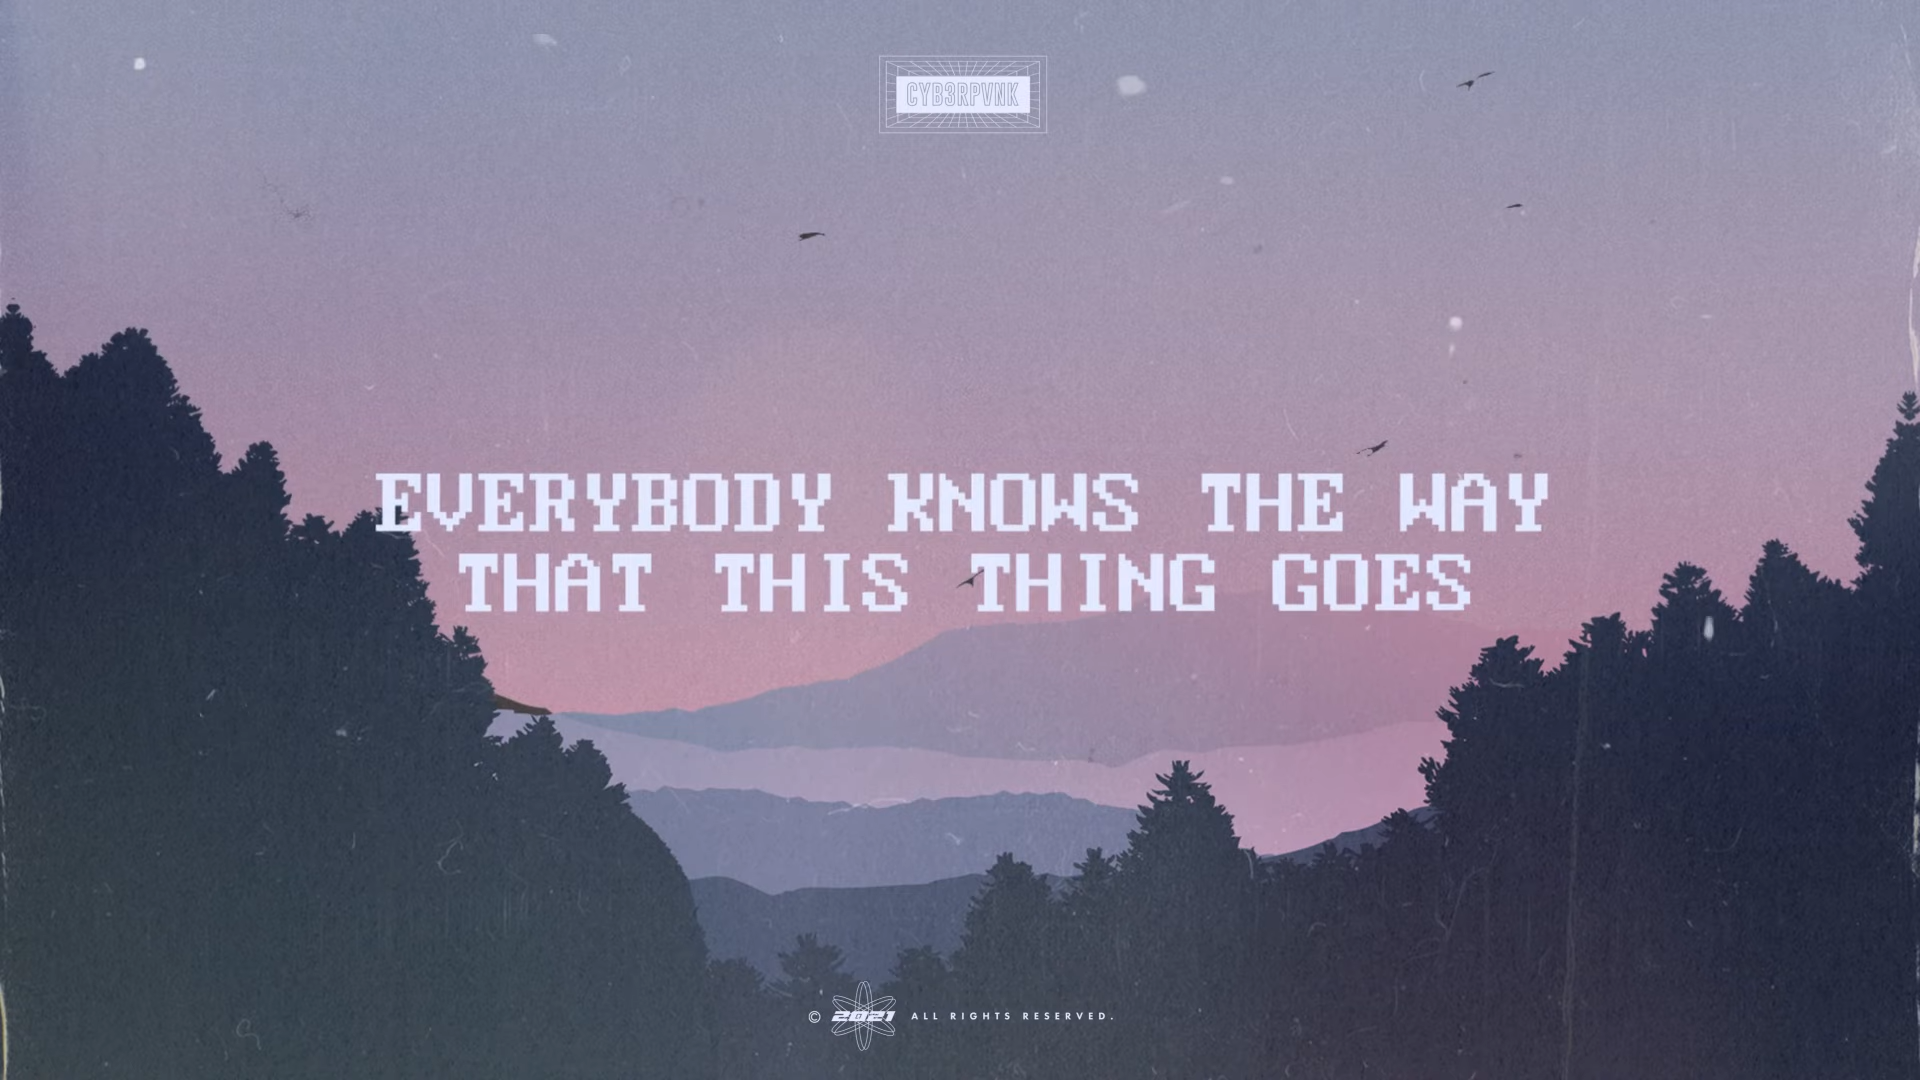 CYB3RPVNK
EVERYBODY KNOWS THE WAY
THAT THIS THING GOES
© 2021 ALL RIGHTS RESERVED.